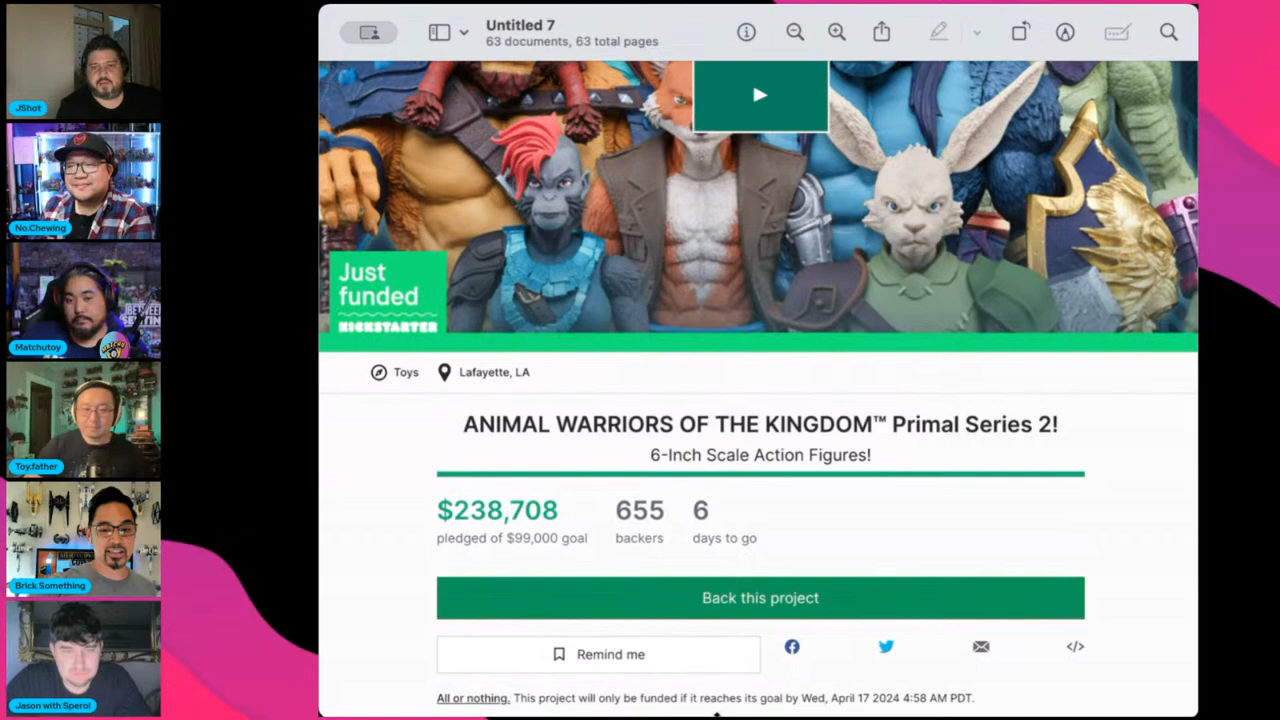 JShot
No.Chewing
Matchutoy
Toy.father
Brick Something
Jason with Sperol
Untitled 7
63 documents, 63 total pages
Just
funded
KICKSTARTER
Toys
Lafayette, LA
ANIMAL WARRIORS OF THE KINGDOM™ Primal Series 2!
6-Inch Scale Action Figures!
$238,708
pledged of $99,000 goal
655
backers
6
days to go
Back this project
Remind me
</>
All or nothing. This project will only be funded if it reaches its goal by Wed, April 17 2024 4:58 AM PDT.